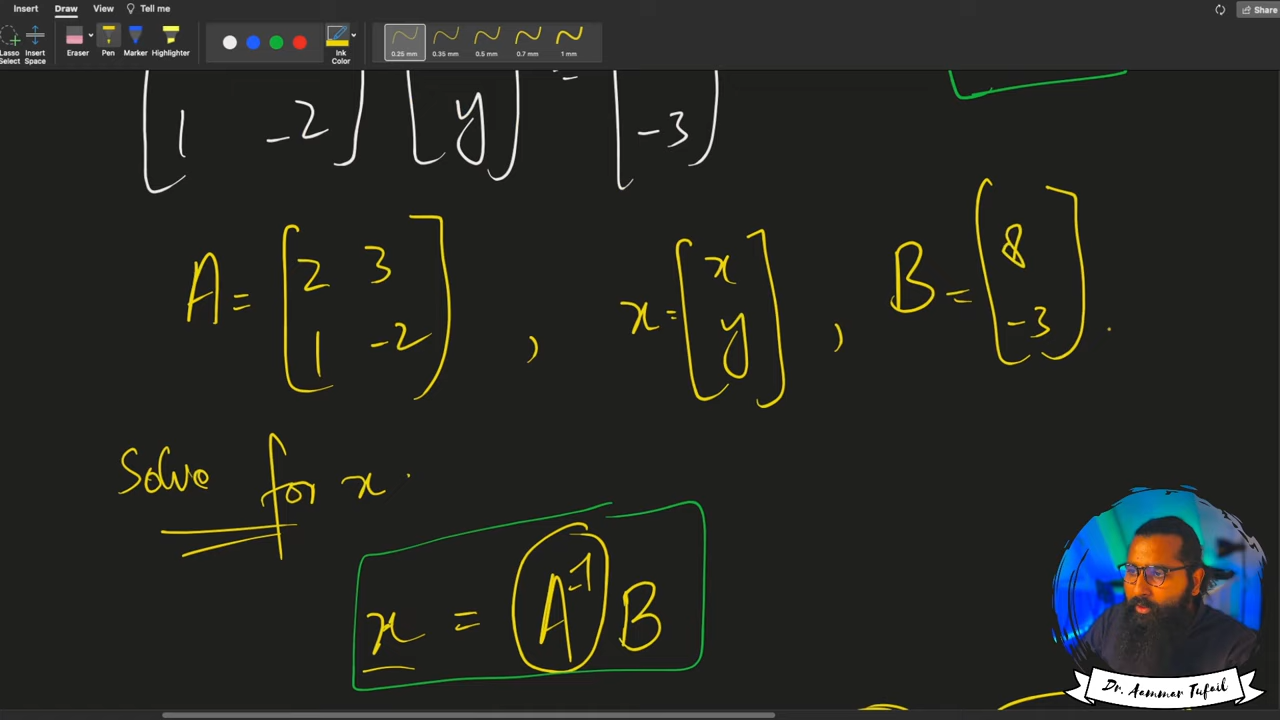 Insert Draw View Tell me
Share
Lasso Select
Insert Space
Eraser
Pen
Marker
Highlighter
Ink Color
0.25 mm
0.35 mm
0.5 mm
0.7 mm
1 mm
1 -2 y = -3
A = [2 3
1 -2] , x = [x
y] , B = [8
-3] .
Solve for x .
x = A⁻¹ B
Dr. Aammar Tufail